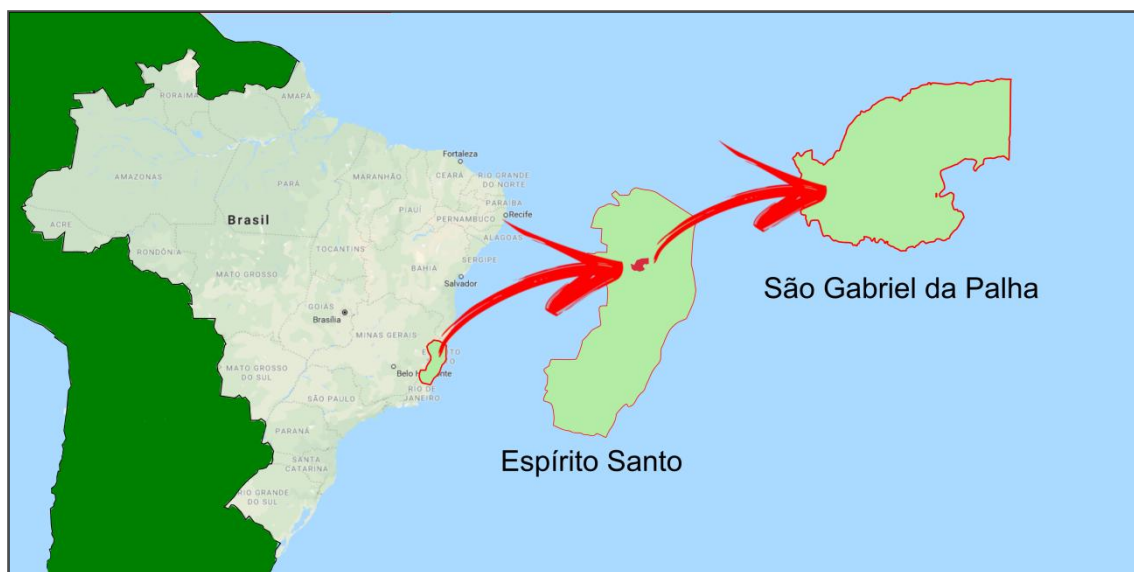 RORAIMA
AMAPÁ
Fortaleza
AMAZONAS
PARÁ
MARANHÃO
CEARÁ
RIO GRANDE
DO NORTE
PARAÍBA
PIAUÍ
PERNAMBUCO
Recife
ACRE
Brasil
ALAGOAS
TOCANTINS
RONDÔNIA
SERGIPE
MATO GROSSO
BAHIA
Salvador
GOIÁS
Brasília
MINAS GERAIS
MATO GROSSO
DO SUL
RIO DE
JANEIRO
SÃO PAULO
PARANÁ
SANTA
CATARINA
RIO GRANDE
DO SUL
Espírito Santo
São Gabriel da Palha